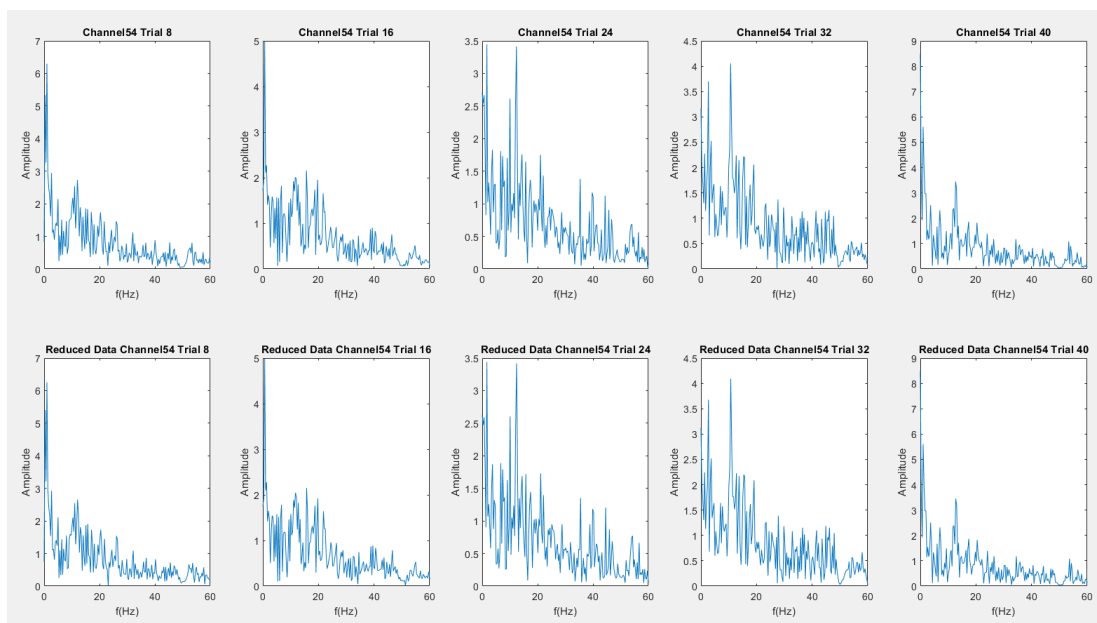 Channel54 Trial 8
Channel54 Trial 16
Channel54 Trial 24
Channel54 Trial 32
Channel54 Trial 40
7
6
5
4
3
2
1
0
Amplitude
0 20 40 60
f(Hz)
5
4
3
2
1
0
Amplitude
0 20 40 60
f(Hz)
3.5
3
2.5
2
1.5
1
0.5
0
Amplitude
0 20 40 60
f(Hz)
4.5
4
3.5
3
2.5
2
1.5
1
0.5
0
Amplitude
0 20 40 60
f(Hz)
9
8
7
6
5
4
3
2
1
0
Amplitude
0 20 40 60
f(Hz)
Reduced Data Channel54 Trial 8
Reduced Data Channel54 Trial 16
Reduced Data Channel54 Trial 24
Reduced Data Channel54 Trial 32
Reduced Data Channel54 Trial 40
7
6
5
4
3
2
1
0
Amplitude
0 20 40 60
f(Hz)
5
4
3
2
1
0
Amplitude
0 20 40 60
f(Hz)
3.5
3
2.5
2
1.5
1
0.5
0
Amplitude
0 20 40 60
f(Hz)
4.5
4
3.5
3
2.5
2
1.5
1
0.5
0
Amplitude
0 20 40 60
f(Hz)
9
8
7
6
5
4
3
2
1
0
Amplitude
0 20 40 60
f(Hz)